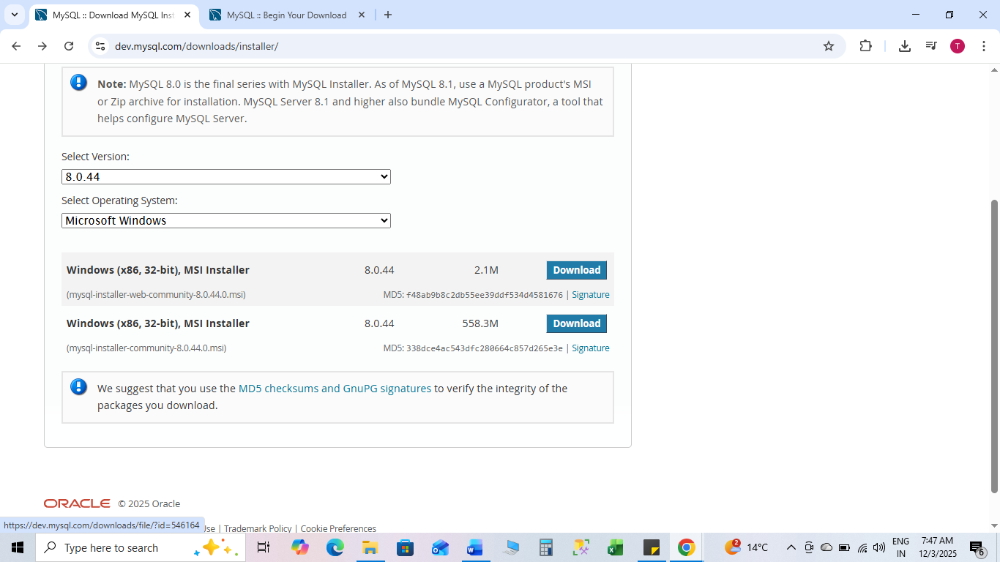 MySQL :: Download MySQL Inst
MySQL :: Begin Your Download
dev.mysql.com/downloads/installer/
T
Note: MySQL 8.0 is the final series with MySQL Installer. As of MySQL 8.1, use a MySQL product's MSI
or Zip archive for installation. MySQL Server 8.1 and higher also bundle MySQL Configurator, a tool that
helps configure MySQL Server.
Select Version:
8.0.44
Select Operating System:
Microsoft Windows
Windows (x86, 32-bit), MSI Installer 8.0.44 2.1M Download
(mysql-installer-web-community-8.0.44.0.msi) MD5: f48ab9b8c2db55ee39ddf534d4581676 | Signature
Windows (x86, 32-bit), MSI Installer 8.0.44 558.3M Download
(mysql-installer-community-8.0.44.0.msi) MD5: 338dce4ac543dfc280664c857d265e3e | Signature
We suggest that you use the MD5 checksums and GnuPG signatures to verify the integrity of the
packages you download.
ORACLE © 2025 Oracle
https://dev.mysql.com/downloads/file/?id=546164
Use | Trademark Policy | Cookie Preferences
Type here to search
2
14°C
ENG
IN
7:47 AM
12/3/2025
6